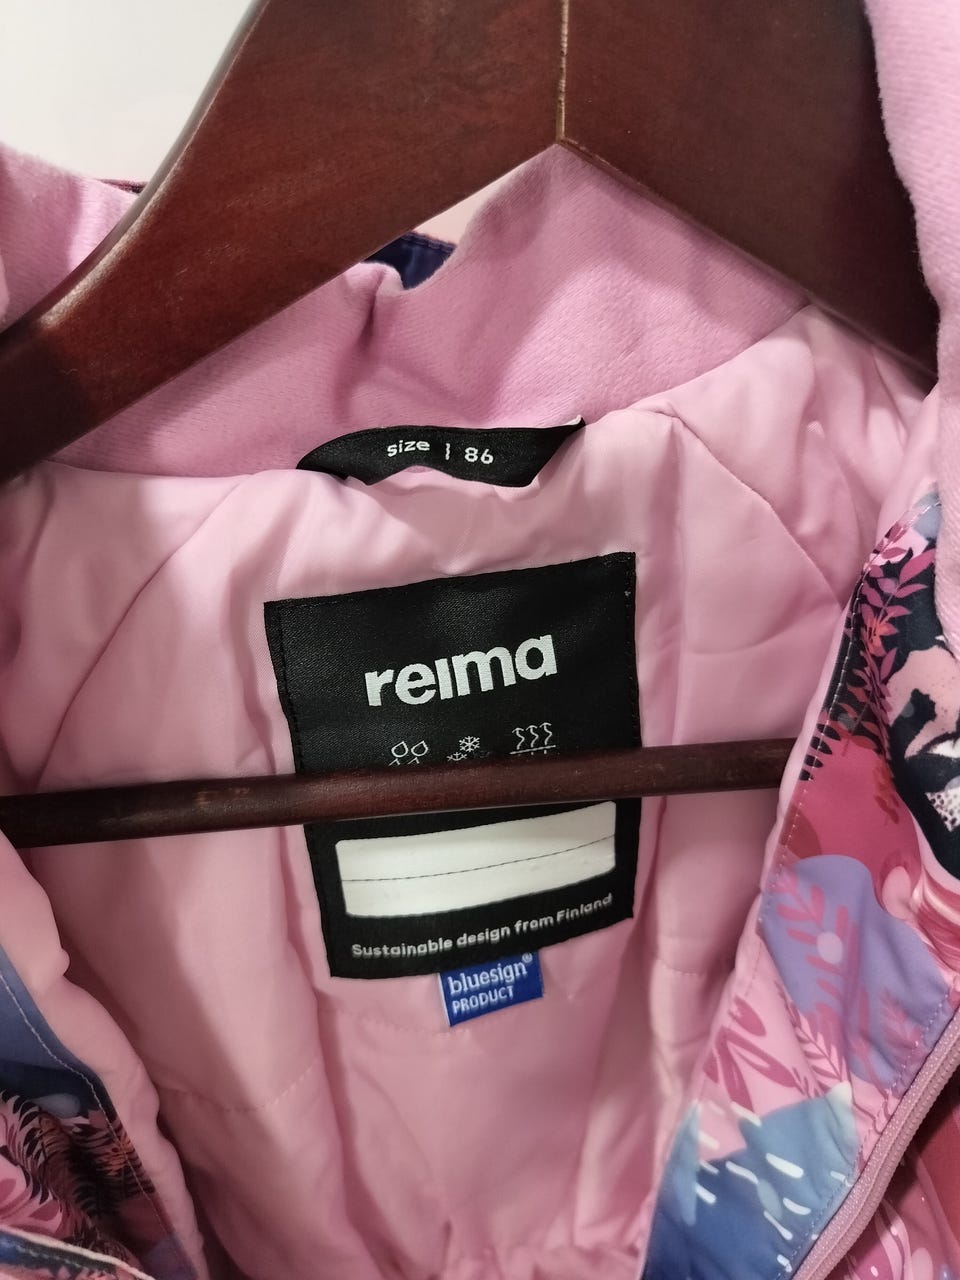 size | 86
reima
Sustainable design from Finland
bluesign®
PRODUCT